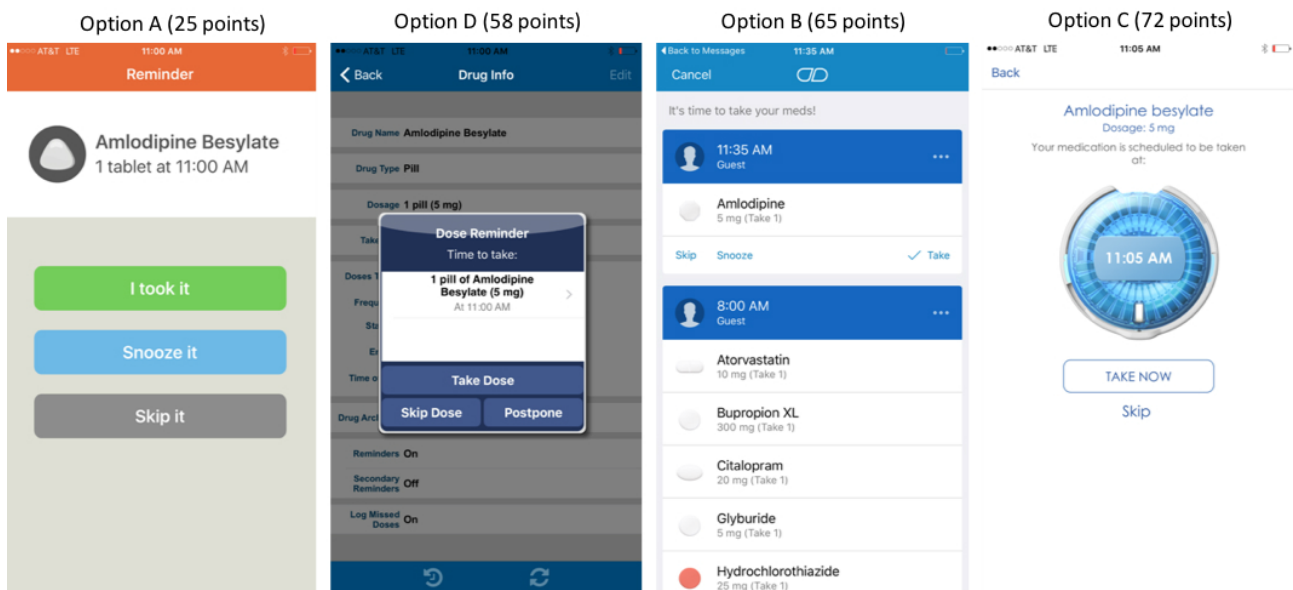 Option A (25 points)
AT&T LTE 11:00 AM
Reminder
Amlodipine Besylate
1 tablet at 11:00 AM
I took it
Snooze it
Skip it
Option D (58 points)
AT&T LTE 11:00 AM
Back Drug Info Edit
Drug Name Amlodipine Besylate
Drug Type Pill
Dosage 1 pill (5 mg)
Take
Doses T
Frequ
Sta
En
Time o
Drug Arch
Dose Reminder
Time to take:
1 pill of Amlodipine
Besylate (5 mg)
At 11:00 AM
Take Dose
Skip Dose Postpone
Reminders On
Secondary
Reminders Off
Log Missed
Doses On
Option B (65 points)
Back to Messages 11:35 AM
Cancel
It's time to take your meds!
11:35 AM
Guest
Amlodipine
5 mg (Take 1)
Skip Snooze Take
8:00 AM
Guest
Atorvastatin
10 mg (Take 1)
Bupropion XL
300 mg (Take 1)
Citalopram
20 mg (Take 1)
Glyburide
5 mg (Take 1)
Hydrochlorothiazide
25 mg (Take 1)
Option C (72 points)
AT&T LTE 11:05 AM
Back
Amlodipine besylate
Dosage: 5 mg
Your medication is scheduled to be taken
at:
11:05 AM
TAKE NOW
Skip